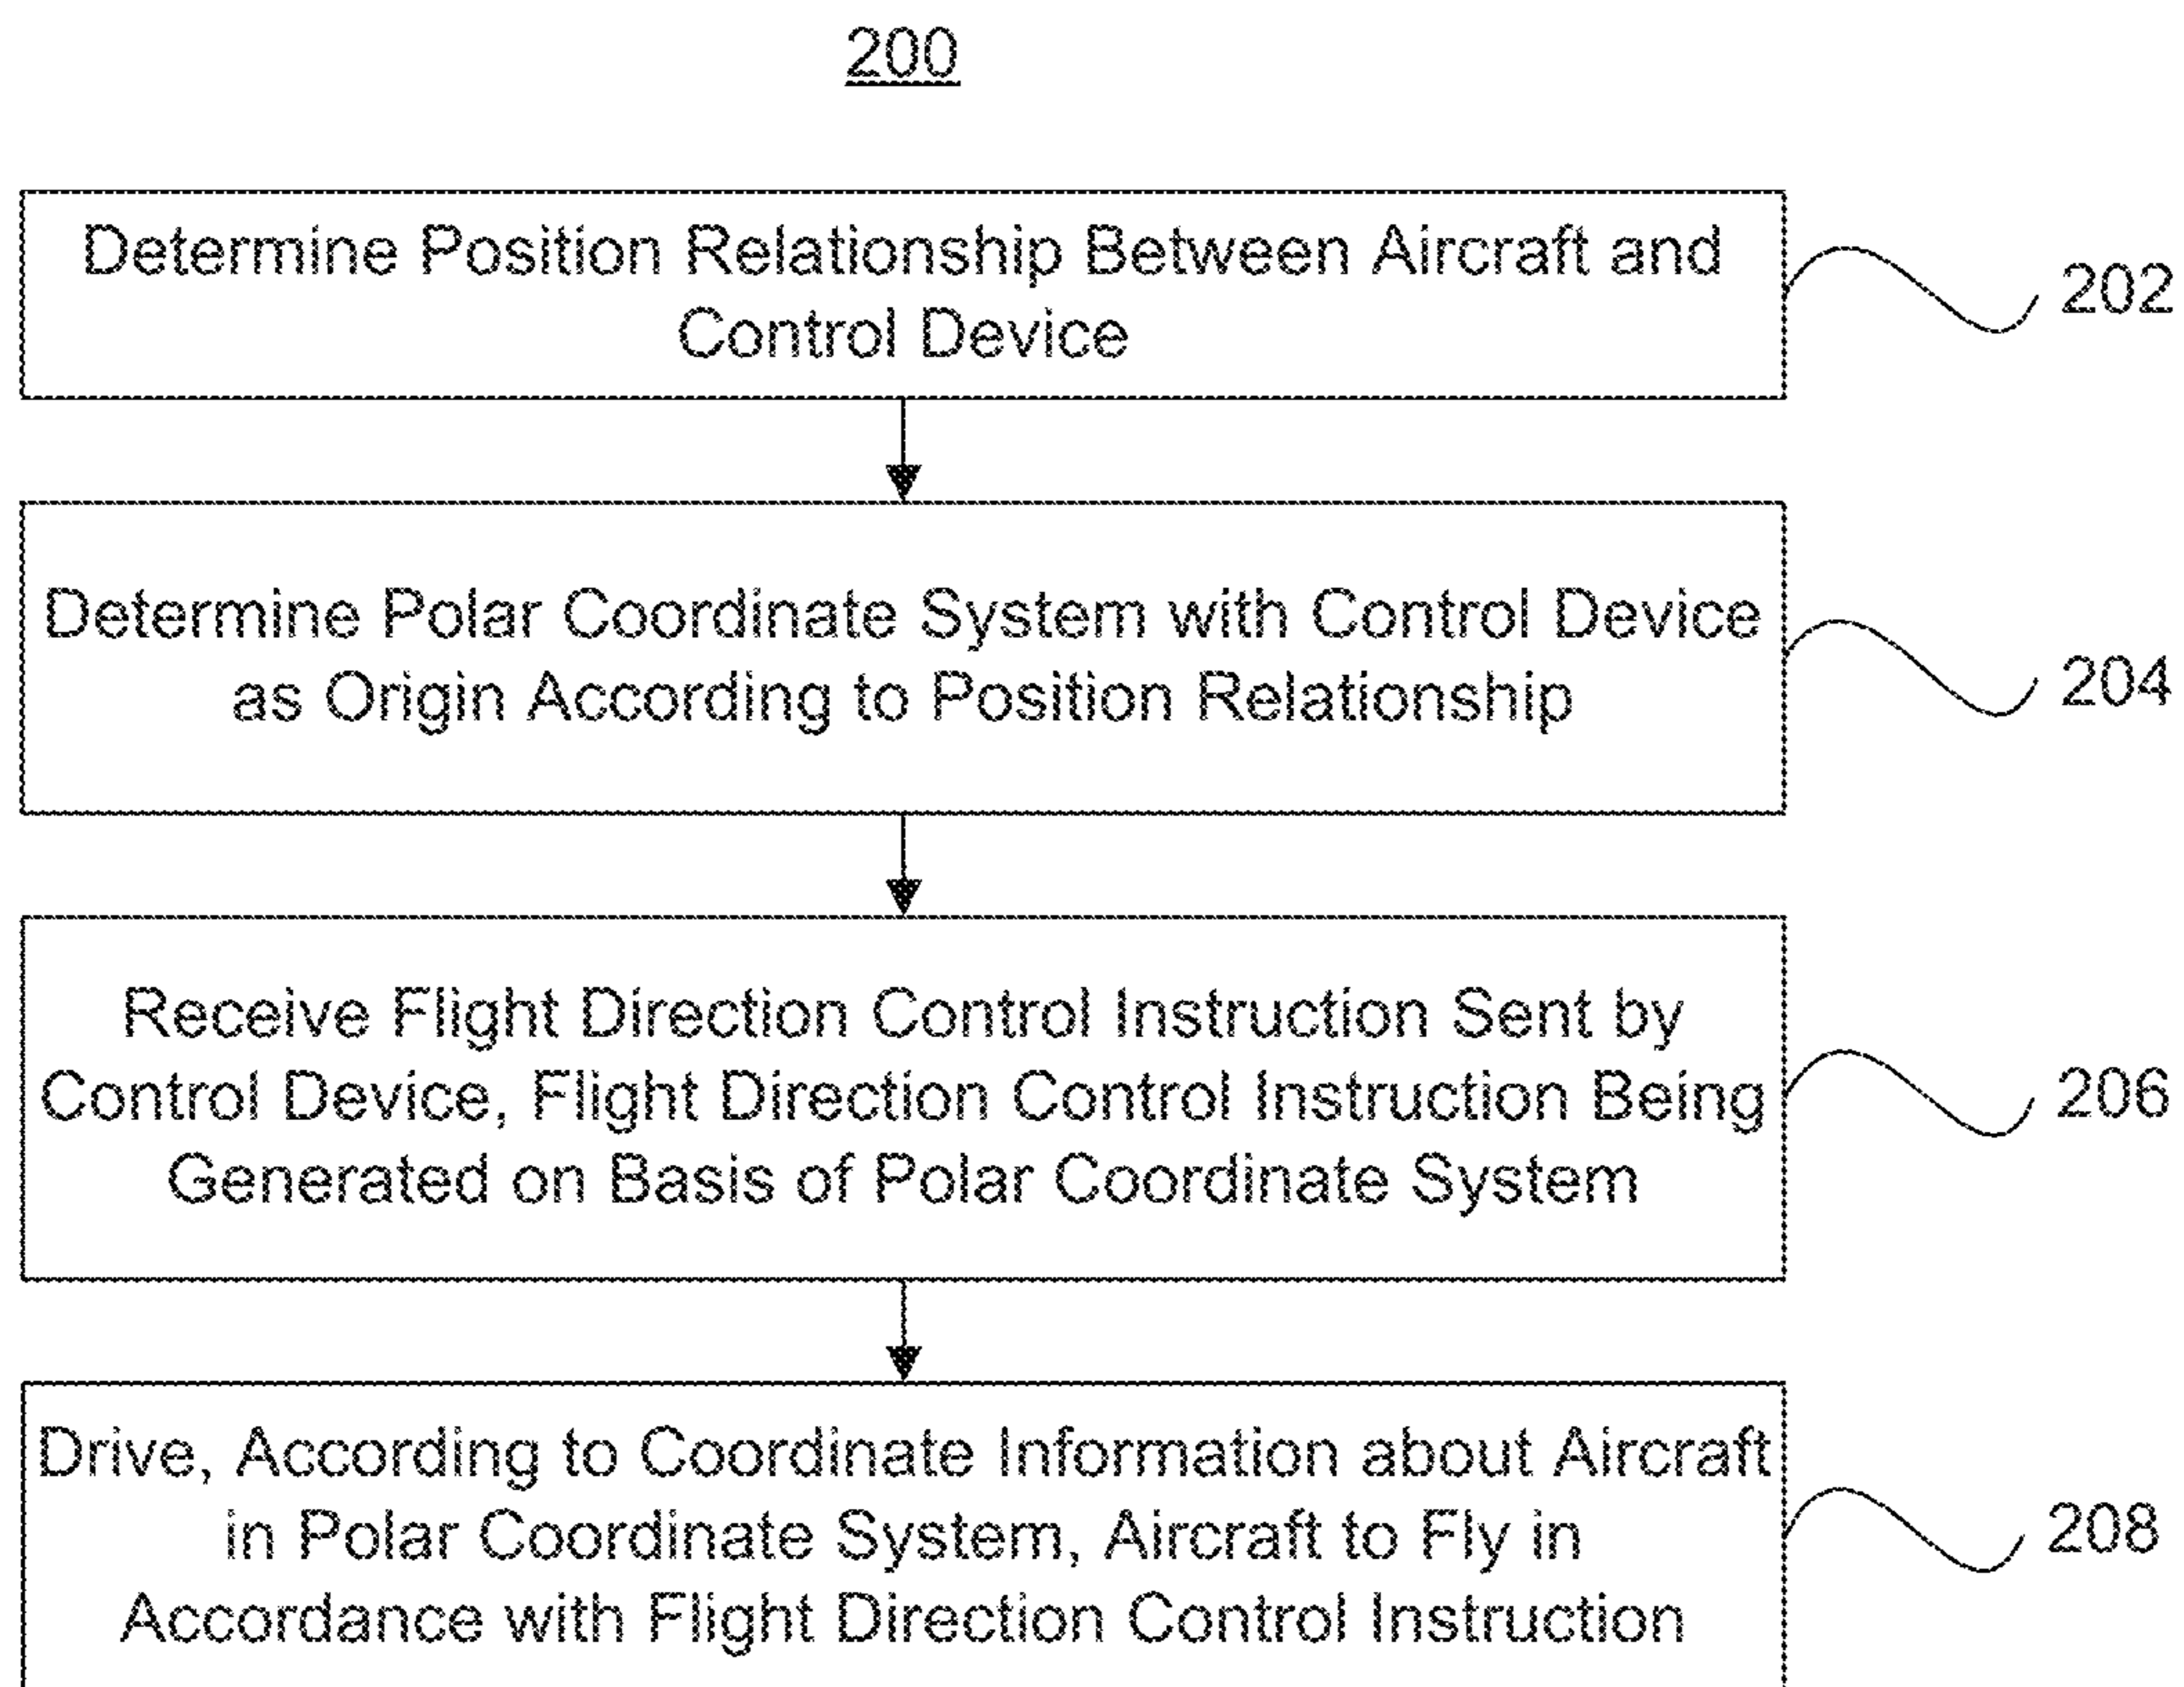 200
Determine Position Relationship Between Aircraft and
Control Device
202
Determine Polar Coordinate System with Control Device
as Origin According to Position Relationship
204
Receive Flight Direction Control Instruction Sent by
Control Device, Flight Direction Control Instruction Being
Generated on Basis of Polar Coordinate System
206
Drive, According to Coordinate Information about Aircraft
in Polar Coordinate System, Aircraft to Fly in
Accordance with Flight Direction Control Instruction
208